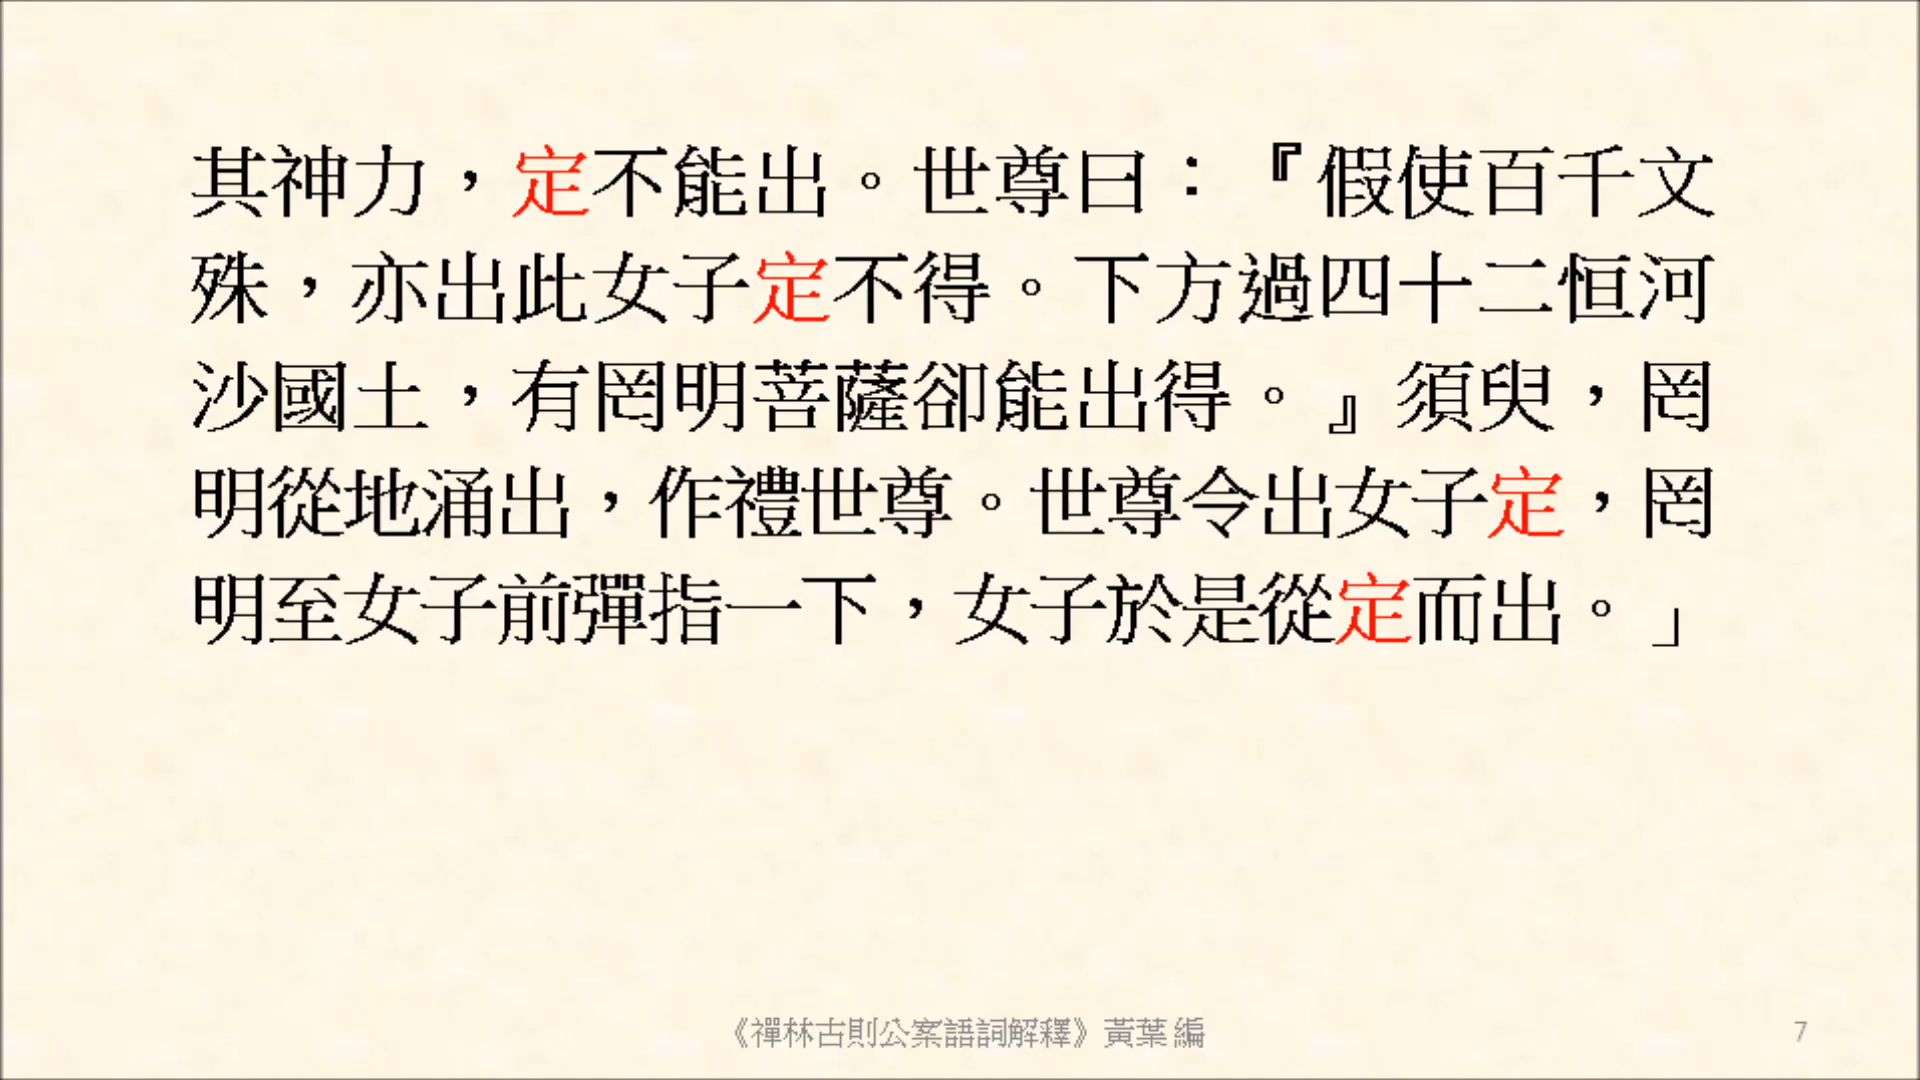 其神力，定不能出。世尊曰：『假使百千文
殊，亦出此女子定不得。下方過四十二恒河
沙國土，有罔明菩薩卻能出得。』須臾，罔
明從地涌出，作禮世尊。世尊令出女子定，罔
明至女子前彈指一下，女子於是從定而出。」
《禪林古則公案語詞解釋》黃葉 編
7